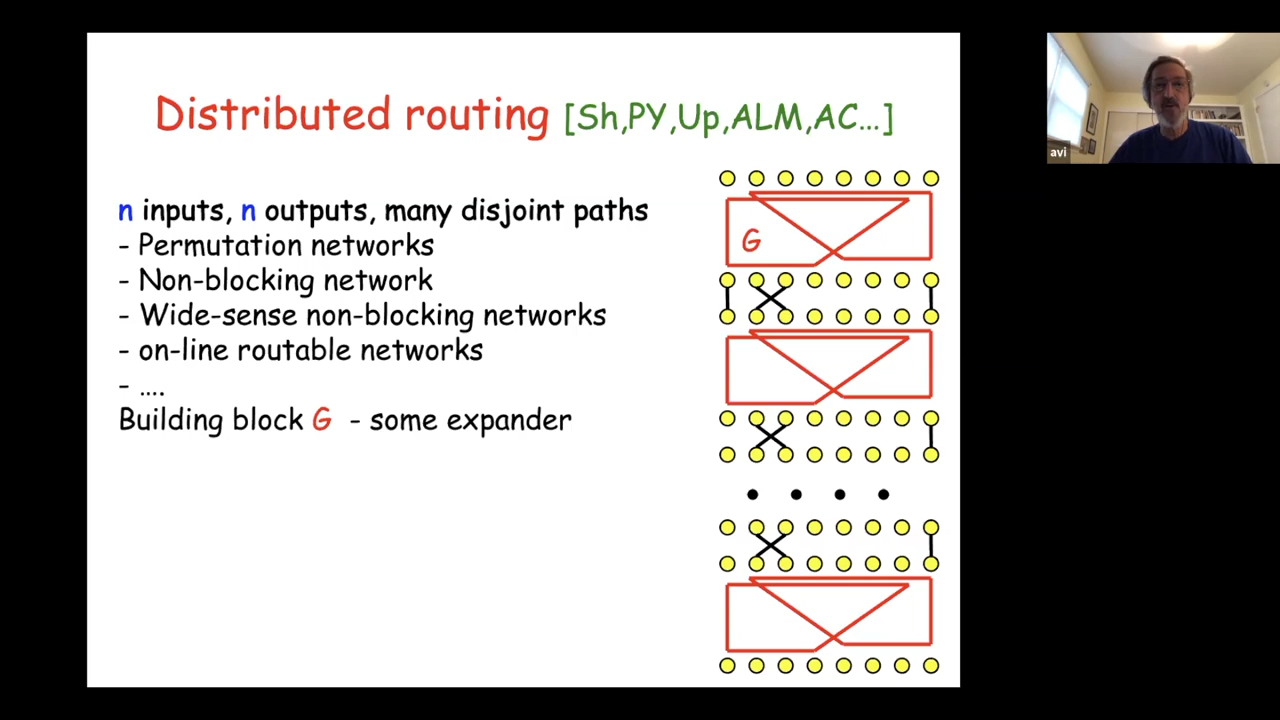 Distributed routing [Sh,PY,Up,ALM,AC…]
n inputs, n outputs, many disjoint paths
- Permutation networks
- Non-blocking network
- Wide-sense non-blocking networks
- on-line routable networks
- ….
Building block G - some expander
G
avi